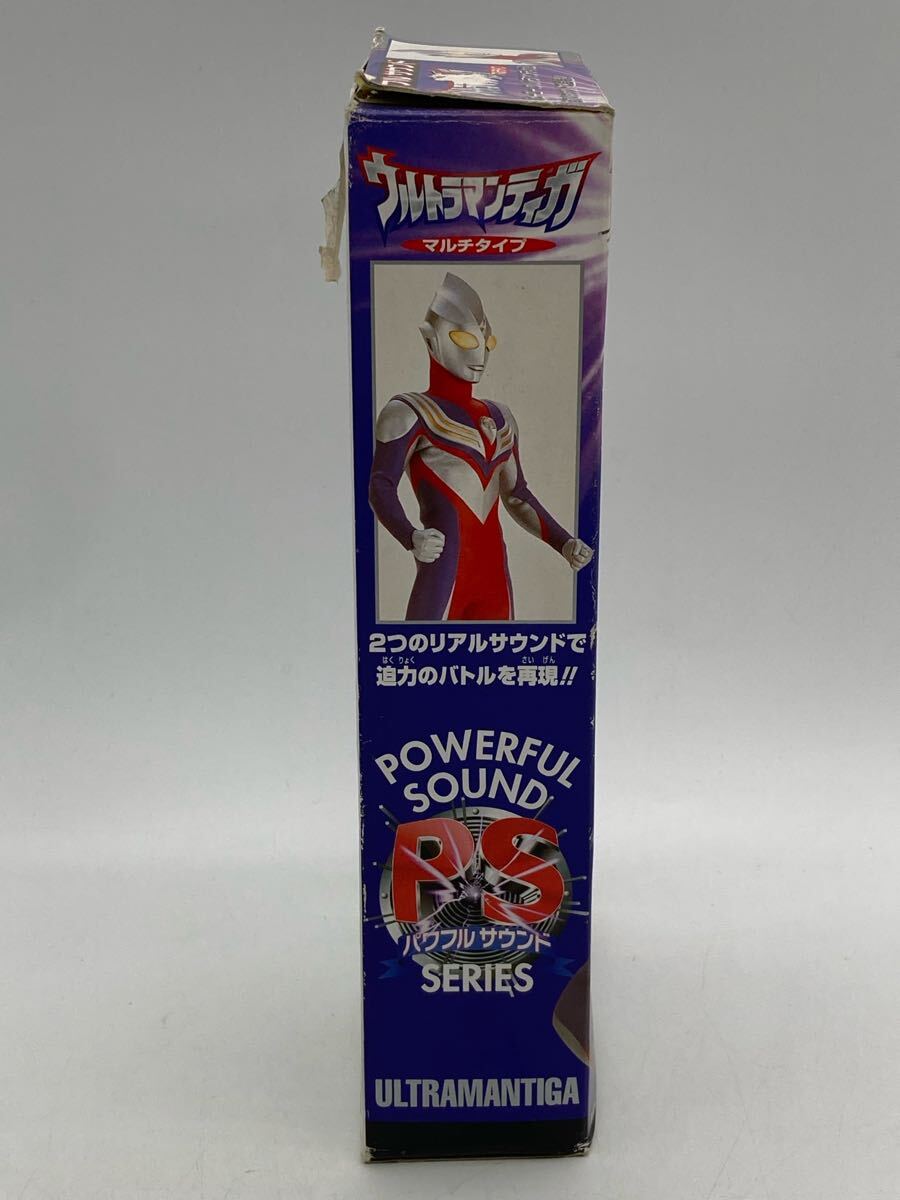 ウルトラマンティガ
マルチタイプ
2つのリアルサウンドで
はくりょく さいげん
迫力のバトルを再現!!
POWERFUL
SOUND
PS
パワフル サウンド
SERIES
ULTRAMANTIGA